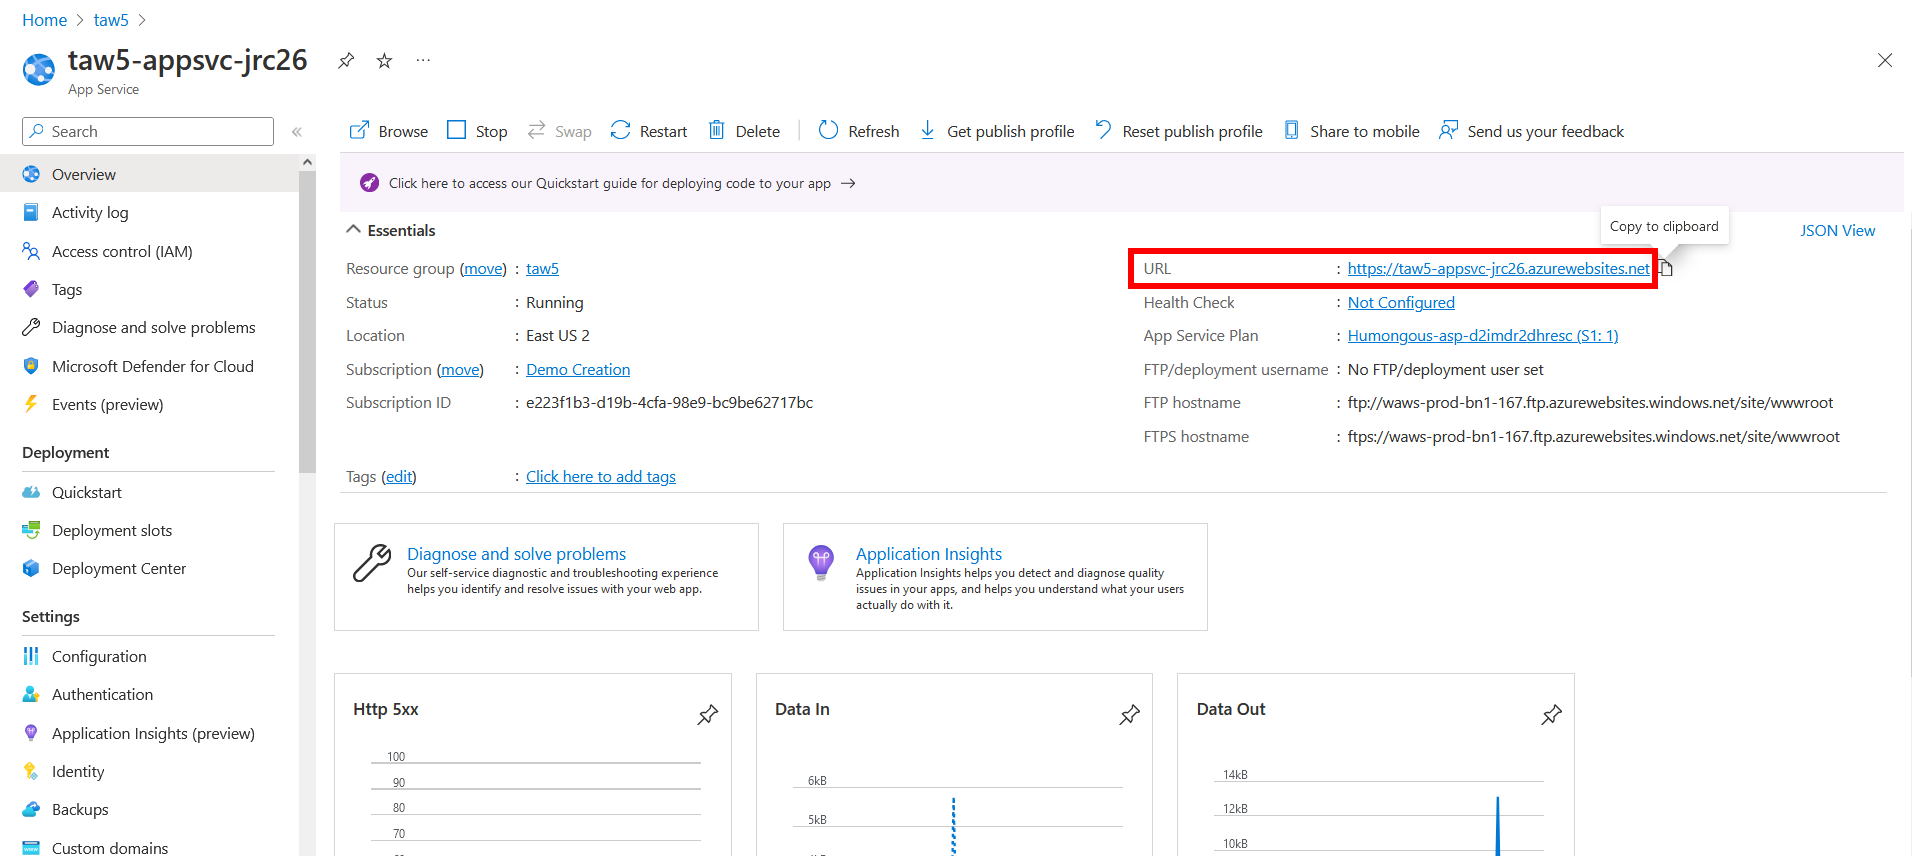 Home > taw5 >
taw5-appsvc-jrc26
App Service
Search
Overview
Activity log
Access control (IAM)
Tags
Diagnose and solve problems
Microsoft Defender for Cloud
Events (preview)
Deployment
Quickstart
Deployment slots
Deployment Center
Settings
Configuration
Authentication
Application Insights (preview)
Identity
Backups
Custom domains
Browse Stop Swap Restart Delete Refresh Get publish profile Reset publish profile Share to mobile Send us your feedback
Click here to access our Quickstart guide for deploying code to your app →
Copy to clipboard
Essentials
JSON View
Resource group (move) : taw5
Status : Running
Location : East US 2
Subscription (move) : Demo Creation
Subscription ID : e223f1b3-d19b-4cfa-98e9-bc9be62717bc
URL : https://taw5-appsvc-jrc26.azurewebsites.net
Health Check : Not Configured
App Service Plan : Humongous-asp-d2imdr2dhresc (S1: 1)
FTP/deployment username : No FTP/deployment user set
FTP hostname : ftp://waws-prod-bn1-167.ftp.azurewebsites.windows.net/site/wwwroot
FTPS hostname : ftps://waws-prod-bn1-167.ftp.azurewebsites.windows.net/site/wwwroot
Tags (edit) : Click here to add tags
Diagnose and solve problems
Our self-service diagnostic and troubleshooting experience
helps you identify and resolve issues with your web app.
Application Insights
Application Insights helps you detect and diagnose quality
issues in your apps, and helps you understand what your users
actually do with it.
Http 5xx
100
90
80
70
Data In
6kB
5kB
Data Out
14kB
12kB
10kB